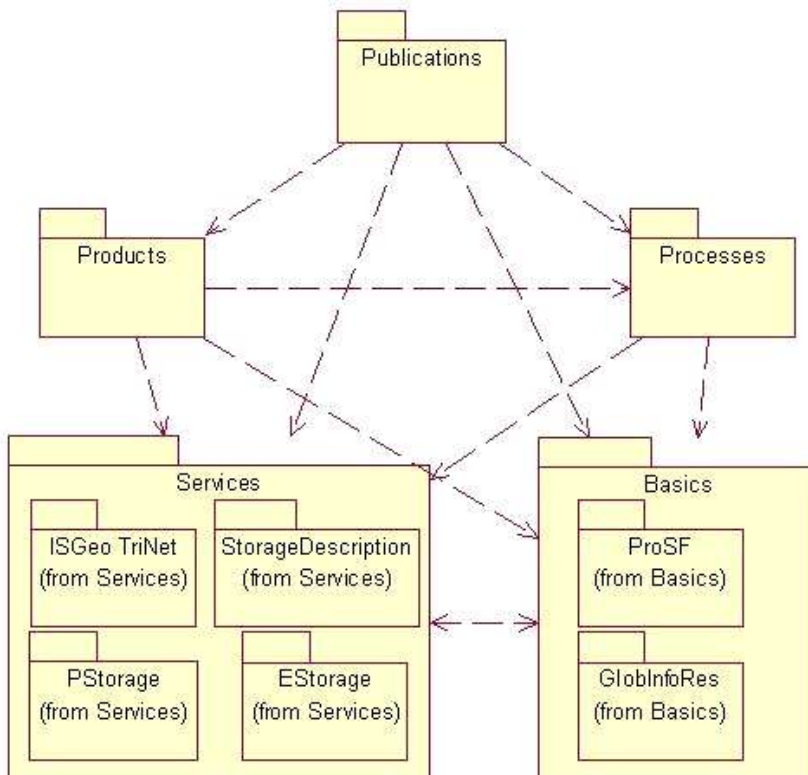 Publications
Products
Processes
Services
ISGeo TriNet
(from Services)
StorageDescription
(from Services)
PStorage
(from Services)
EStorage
(from Services)
Basics
ProSF
(from Basics)
GlobInfoRes
(from Basics)